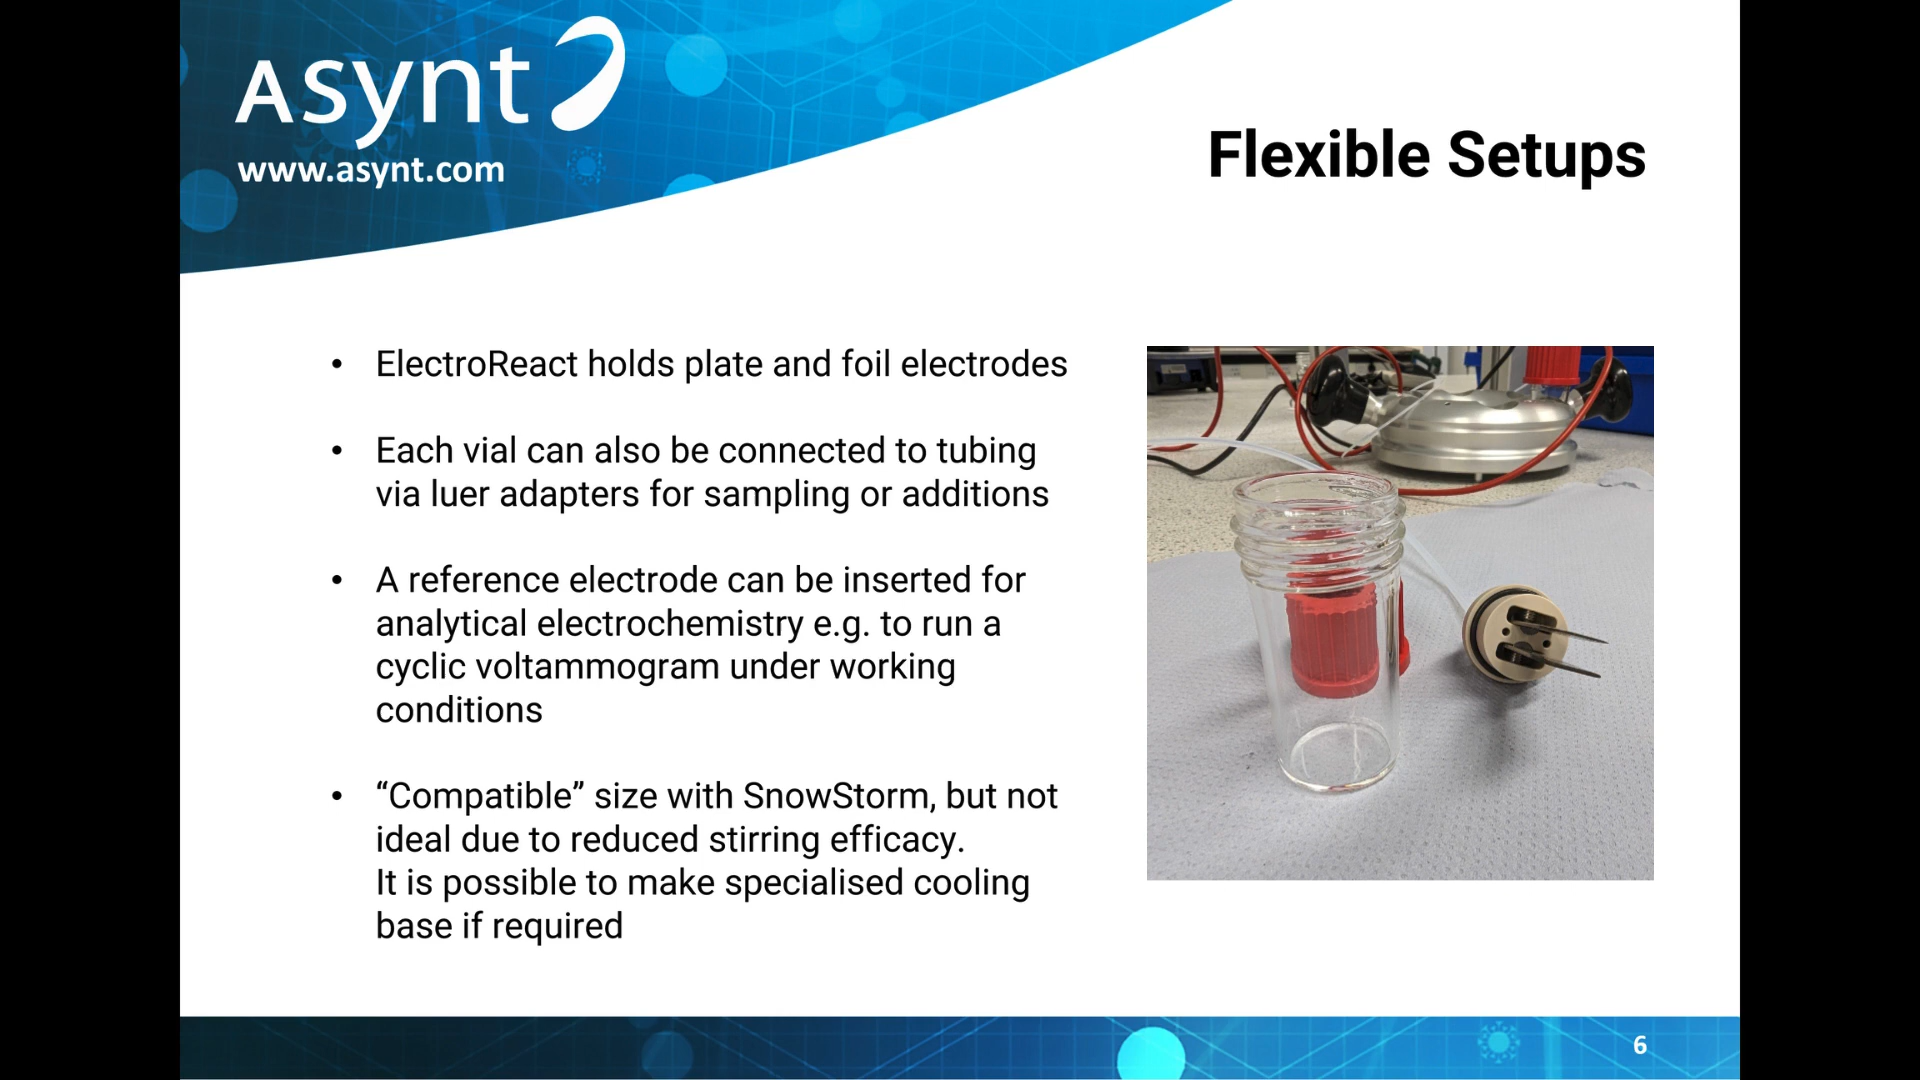 Asynt
www.asynt.com
Flexible Setups
• ElectroReact holds plate and foil electrodes
• Each vial can also be connected to tubing
via luer adapters for sampling or additions
• A reference electrode can be inserted for
analytical electrochemistry e.g. to run a
cyclic voltammogram under working
conditions
• “Compatible” size with SnowStorm, but not
ideal due to reduced stirring efficacy.
It is possible to make specialised cooling
base if required
6